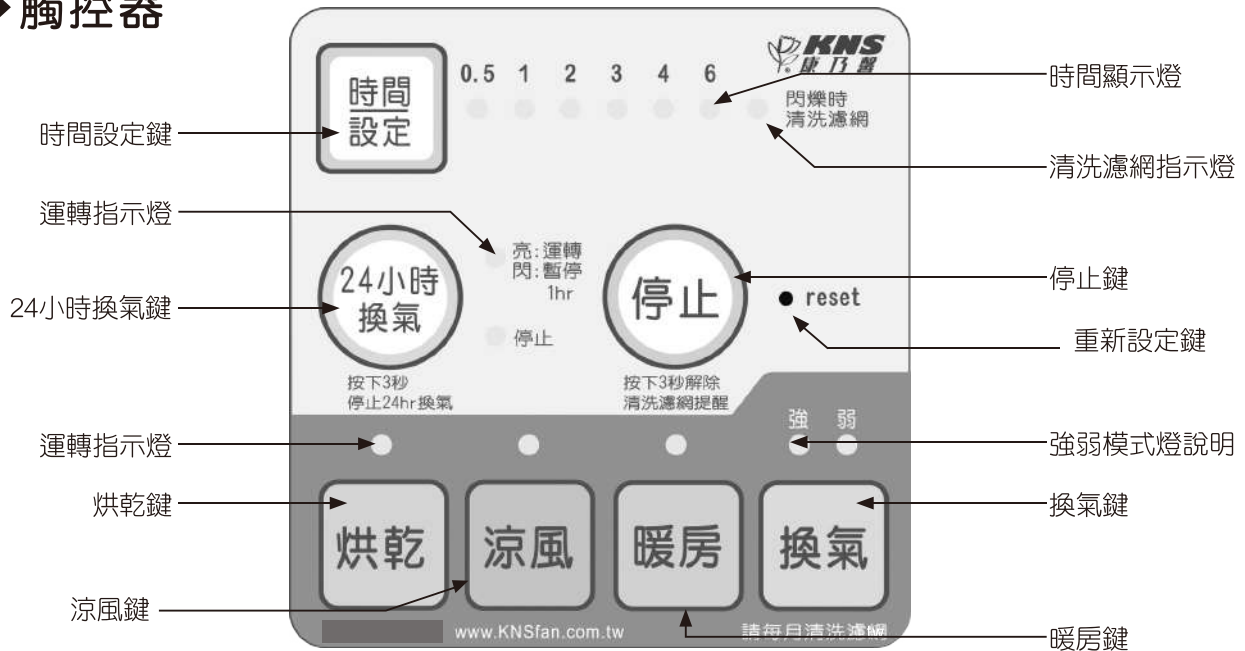 觸控器
時間
設定
0.5 1 2 3 4 6
KNS
康乃馨
閃爍時
清洗濾網
時間顯示燈
時間設定鍵
清洗濾網指示燈
運轉指示燈
24小時
換氣
亮:運轉
閃:暫停
1hr
停止
停止
reset
停止鍵
24小時換氣鍵
重新設定鍵
按下3秒
停止24hr換氣
按下3秒解除
清洗濾網提醒
強 弱
運轉指示燈
強弱模式燈說明
烘乾鍵
換氣鍵
烘乾
涼風
暖房
換氣
涼風鍵
www.KNSfan.com.tw
請每月清洗濾網
暖房鍵